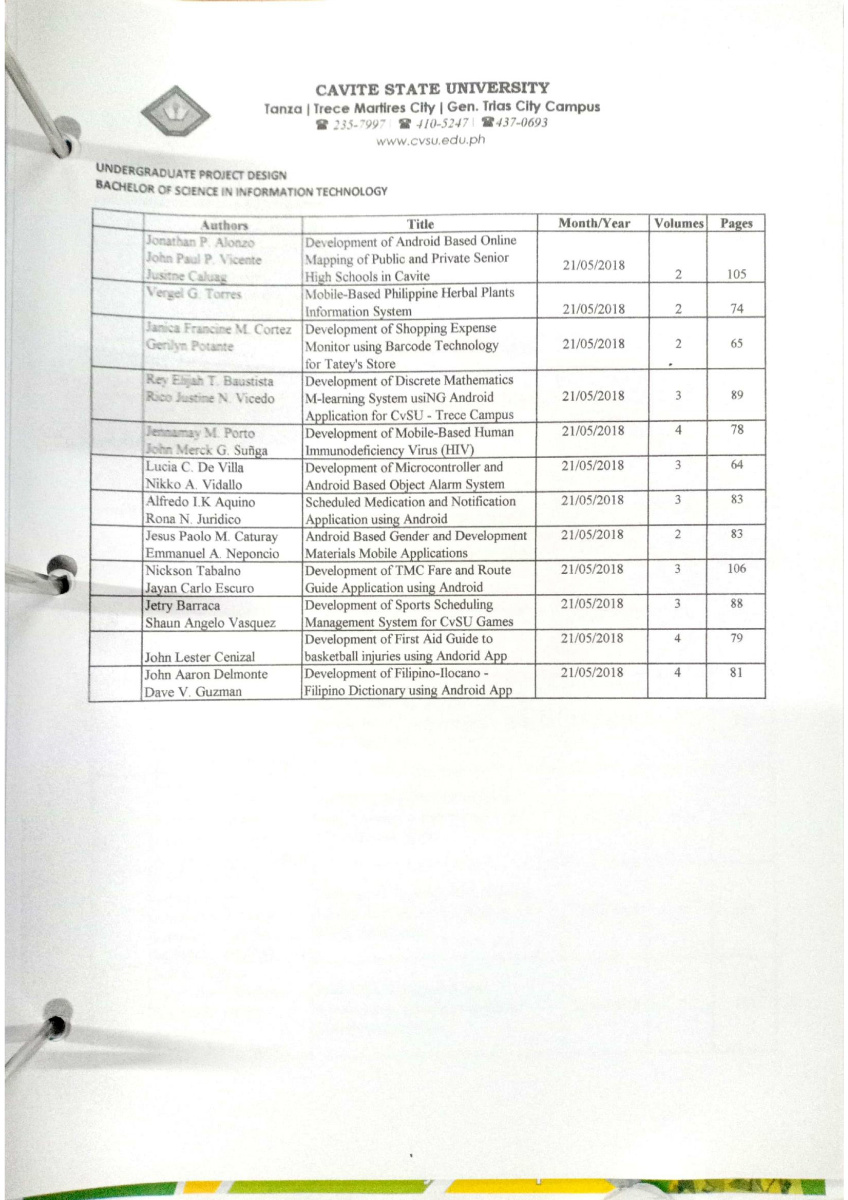 CAVITE STATE UNIVERSITY
Tanza | Trece Martires City | Gen. Trias City Campus
☎ 235-7997 | ☎ 410-5247 | ☎ 437-0693
www.cvsu.edu.ph
UNDERGRADUATE PROJECT DESIGN
BACHELOR OF SCIENCE IN INFORMATION TECHNOLOGY
Authors Title Month/Year Volumes Pages
Jonathan P. Alonzo Development of Android Based Online
John Paul P. Vicente Mapping of Public and Private Senior 21/05/2018
Jusitne Caluag High Schools in Cavite 2 105
Vergel G. Torres Mobile-Based Philippine Herbal Plants
Information System 21/05/2018 2 74
Janica Francine M. Cortez Development of Shopping Expense
Gerilyn Potante Monitor using Barcode Technology 21/05/2018 2 65
for Tatey's Store
Rey Elijah T. Baustista Development of Discrete Mathematics
Rico Justine N. Vicedo M-learning System usiNG Android 21/05/2018 3 89
Application for CvSU - Trece Campus
Jennamay M. Porto Development of Mobile-Based Human 21/05/2018 4 78
John Merck G. Suñga Immunodeficiency Virus (HIV)
Lucia C. De Villa Development of Microcontroller and 21/05/2018 3 64
Nikko A. Vidallo Android Based Object Alarm System
Alfredo I.K Aquino Scheduled Medication and Notification 21/05/2018 3 83
Rona N. Juridico Application using Android
Jesus Paolo M. Caturay Android Based Gender and Development 21/05/2018 2 83
Emmanuel A. Neponcio Materials Mobile Applications
Nickson Tabalno Development of TMC Fare and Route 21/05/2018 3 106
Jayan Carlo Escuro Guide Application using Android
Jetry Barraca Development of Sports Scheduling 21/05/2018 3 88
Shaun Angelo Vasquez Management System for CvSU Games
Development of First Aid Guide to 21/05/2018 4 79
John Lester Cenizal basketball injuries using Andorid App
John Aaron Delmonte Development of Filipino-Ilocano - 21/05/2018 4 81
Dave V. Guzman Filipino Dictionary using Android App